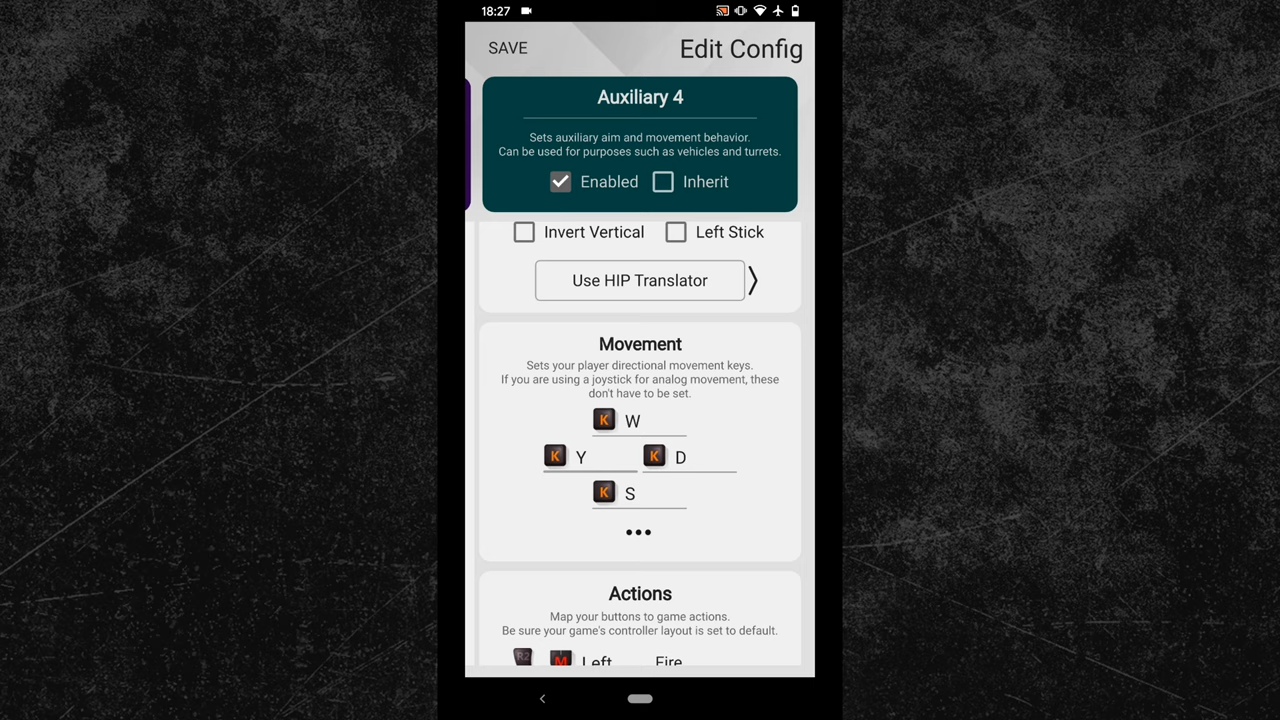 18:27
SAVE
Edit Config
Auxiliary 4
Sets auxiliary aim and movement behavior.
Can be used for purposes such as vehicles and turrets.
Enabled
Inherit
Invert Vertical
Left Stick
Use HIP Translator
Movement
Sets your player directional movement keys.
If you are using a joystick for analog movement, these
don't have to be set.
K W
K Y
K D
K S
Actions
Map your buttons to game actions.
Be sure your game's controller layout is set to default.
R2 M Left Fire